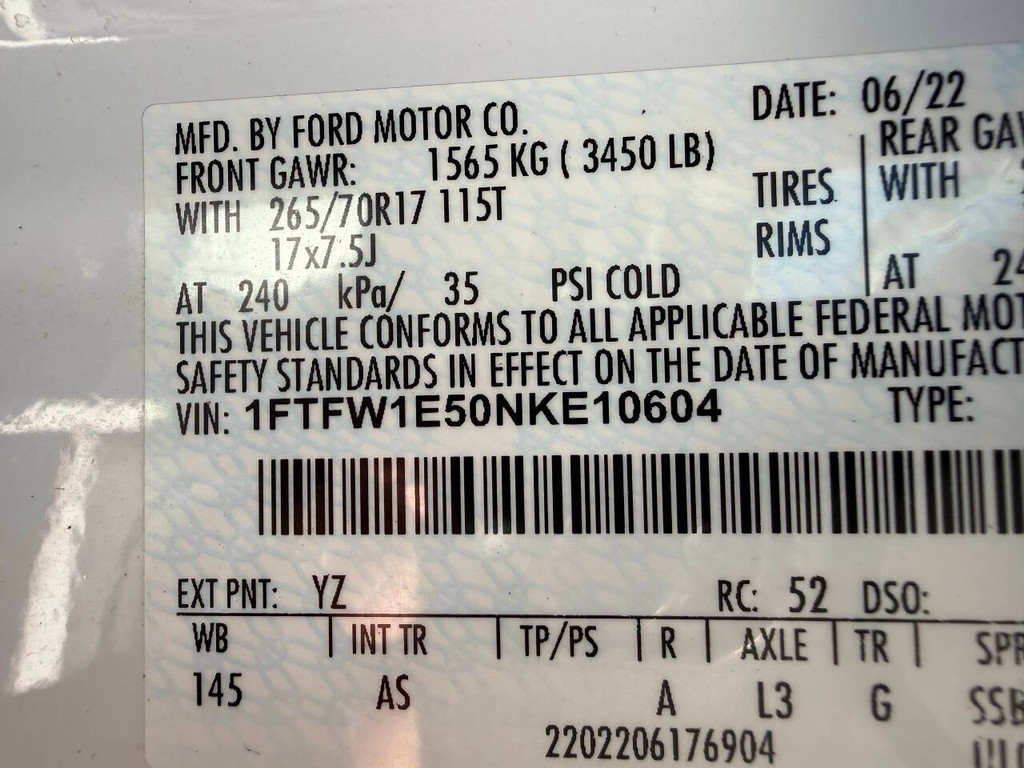 MFD. BY FORD MOTOR CO. DATE: 06/22
FRONT GAWR: 1565 KG ( 3450 LB) REAR
WITH 265/70R17 115T TIRES WITH
17x7.5J RIMS
AT 240 kPa/ 35 PSI COLD AT
THIS VEHICLE CONFORMS TO ALL APPLICABLE FEDERAL
SAFETY STANDARDS IN EFFECT ON THE DATE OF
VIN: 1FTFW1E50NKE10604 TYPE:
EXT PNT: YZ RC: 52 DSO:
WB INT TR TP/PS R AXLE TR
145 AS A L3 G
2202206176904